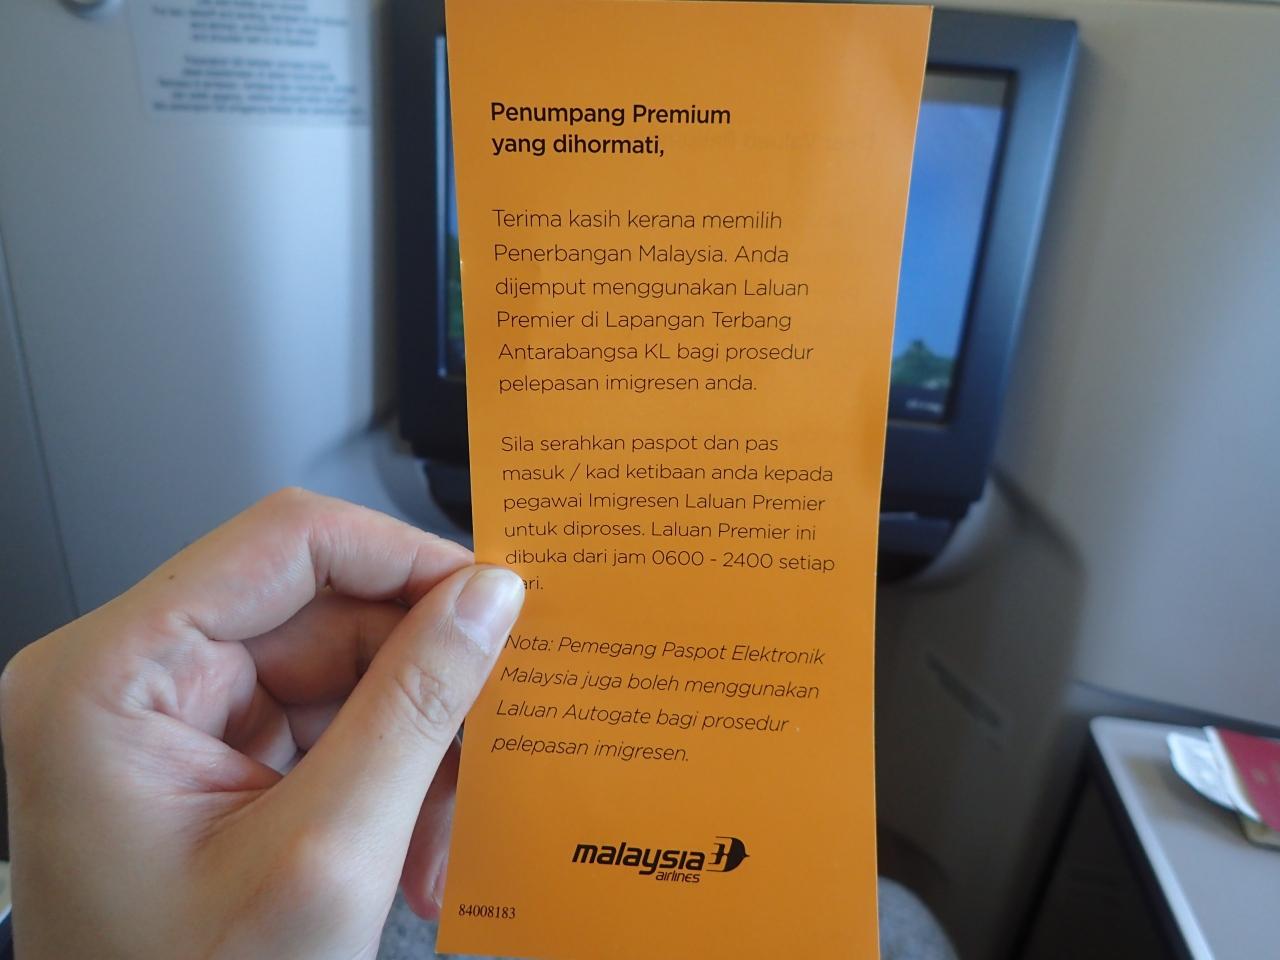 Penumpang Premium
yang dihormati,
Terima kasih kerana memilih
Penerbangan Malaysia. Anda
dijemput menggunakan Laluan
Premier di Lapangan Terbang
Antarabangsa KL bagi prosedur
pelepasan imigresen anda.
Sila serahkan paspot dan pas
masuk / kad ketibaan anda kepada
pegawai Imigresen Laluan Premier
untuk diproses. Laluan Premier ini
dibuka dari jam 0600 - 2400 setiap
ari.
Nota: Pemegang Paspot Elektronik
Malaysia juga boleh menggunakan
Laluan Autogate bagi prosedur
pelepasan imigresen.
malaysia
airlines
84008183